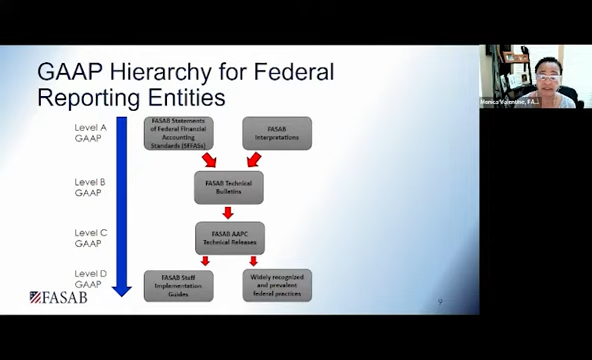 GAAP Hierarchy for Federal
Reporting Entities
Level A
GAAP
FASAB Statements
of Federal Financial
Accounting
Standards (SFFASs)
FASAB
Interpretations
Level B
GAAP
FASAB Technical
Bulletins
Level C
GAAP
FASAB AAPC
Technical Releases
Level D
GAAP
FASAB Staff
Implementation
Guides
Widely recognized
and prevalent
federal practices
FASAB
9
Monica Valentine, FA...